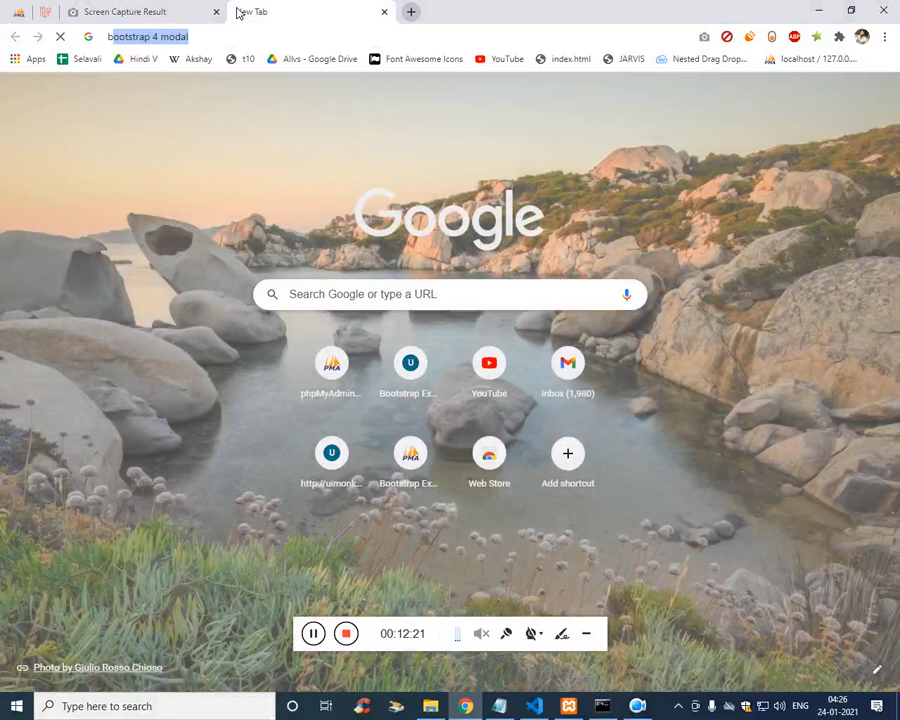 Screen Capture Result
New Tab
bootstrap 4 modal
Apps
Selavali
Hindi V
Akshay
t10
Allvs - Google Drive
Font Awesome Icons
YouTube
index.html
JARVIS
Nested Drag Drop...
localhost / 127.0.0....
ABP
Google
Search Google or type a URL
PMA
U
phpMyAdmin...
Bootstrap Ex...
YouTube
Inbox (1,980)
U
PMA
http://uimonk...
Bootstrap Ex...
Web Store
Add shortcut
00:12:21
Photo by Giulio Rosso Chioso
Type here to search
ENG
04:26
24-01-2021